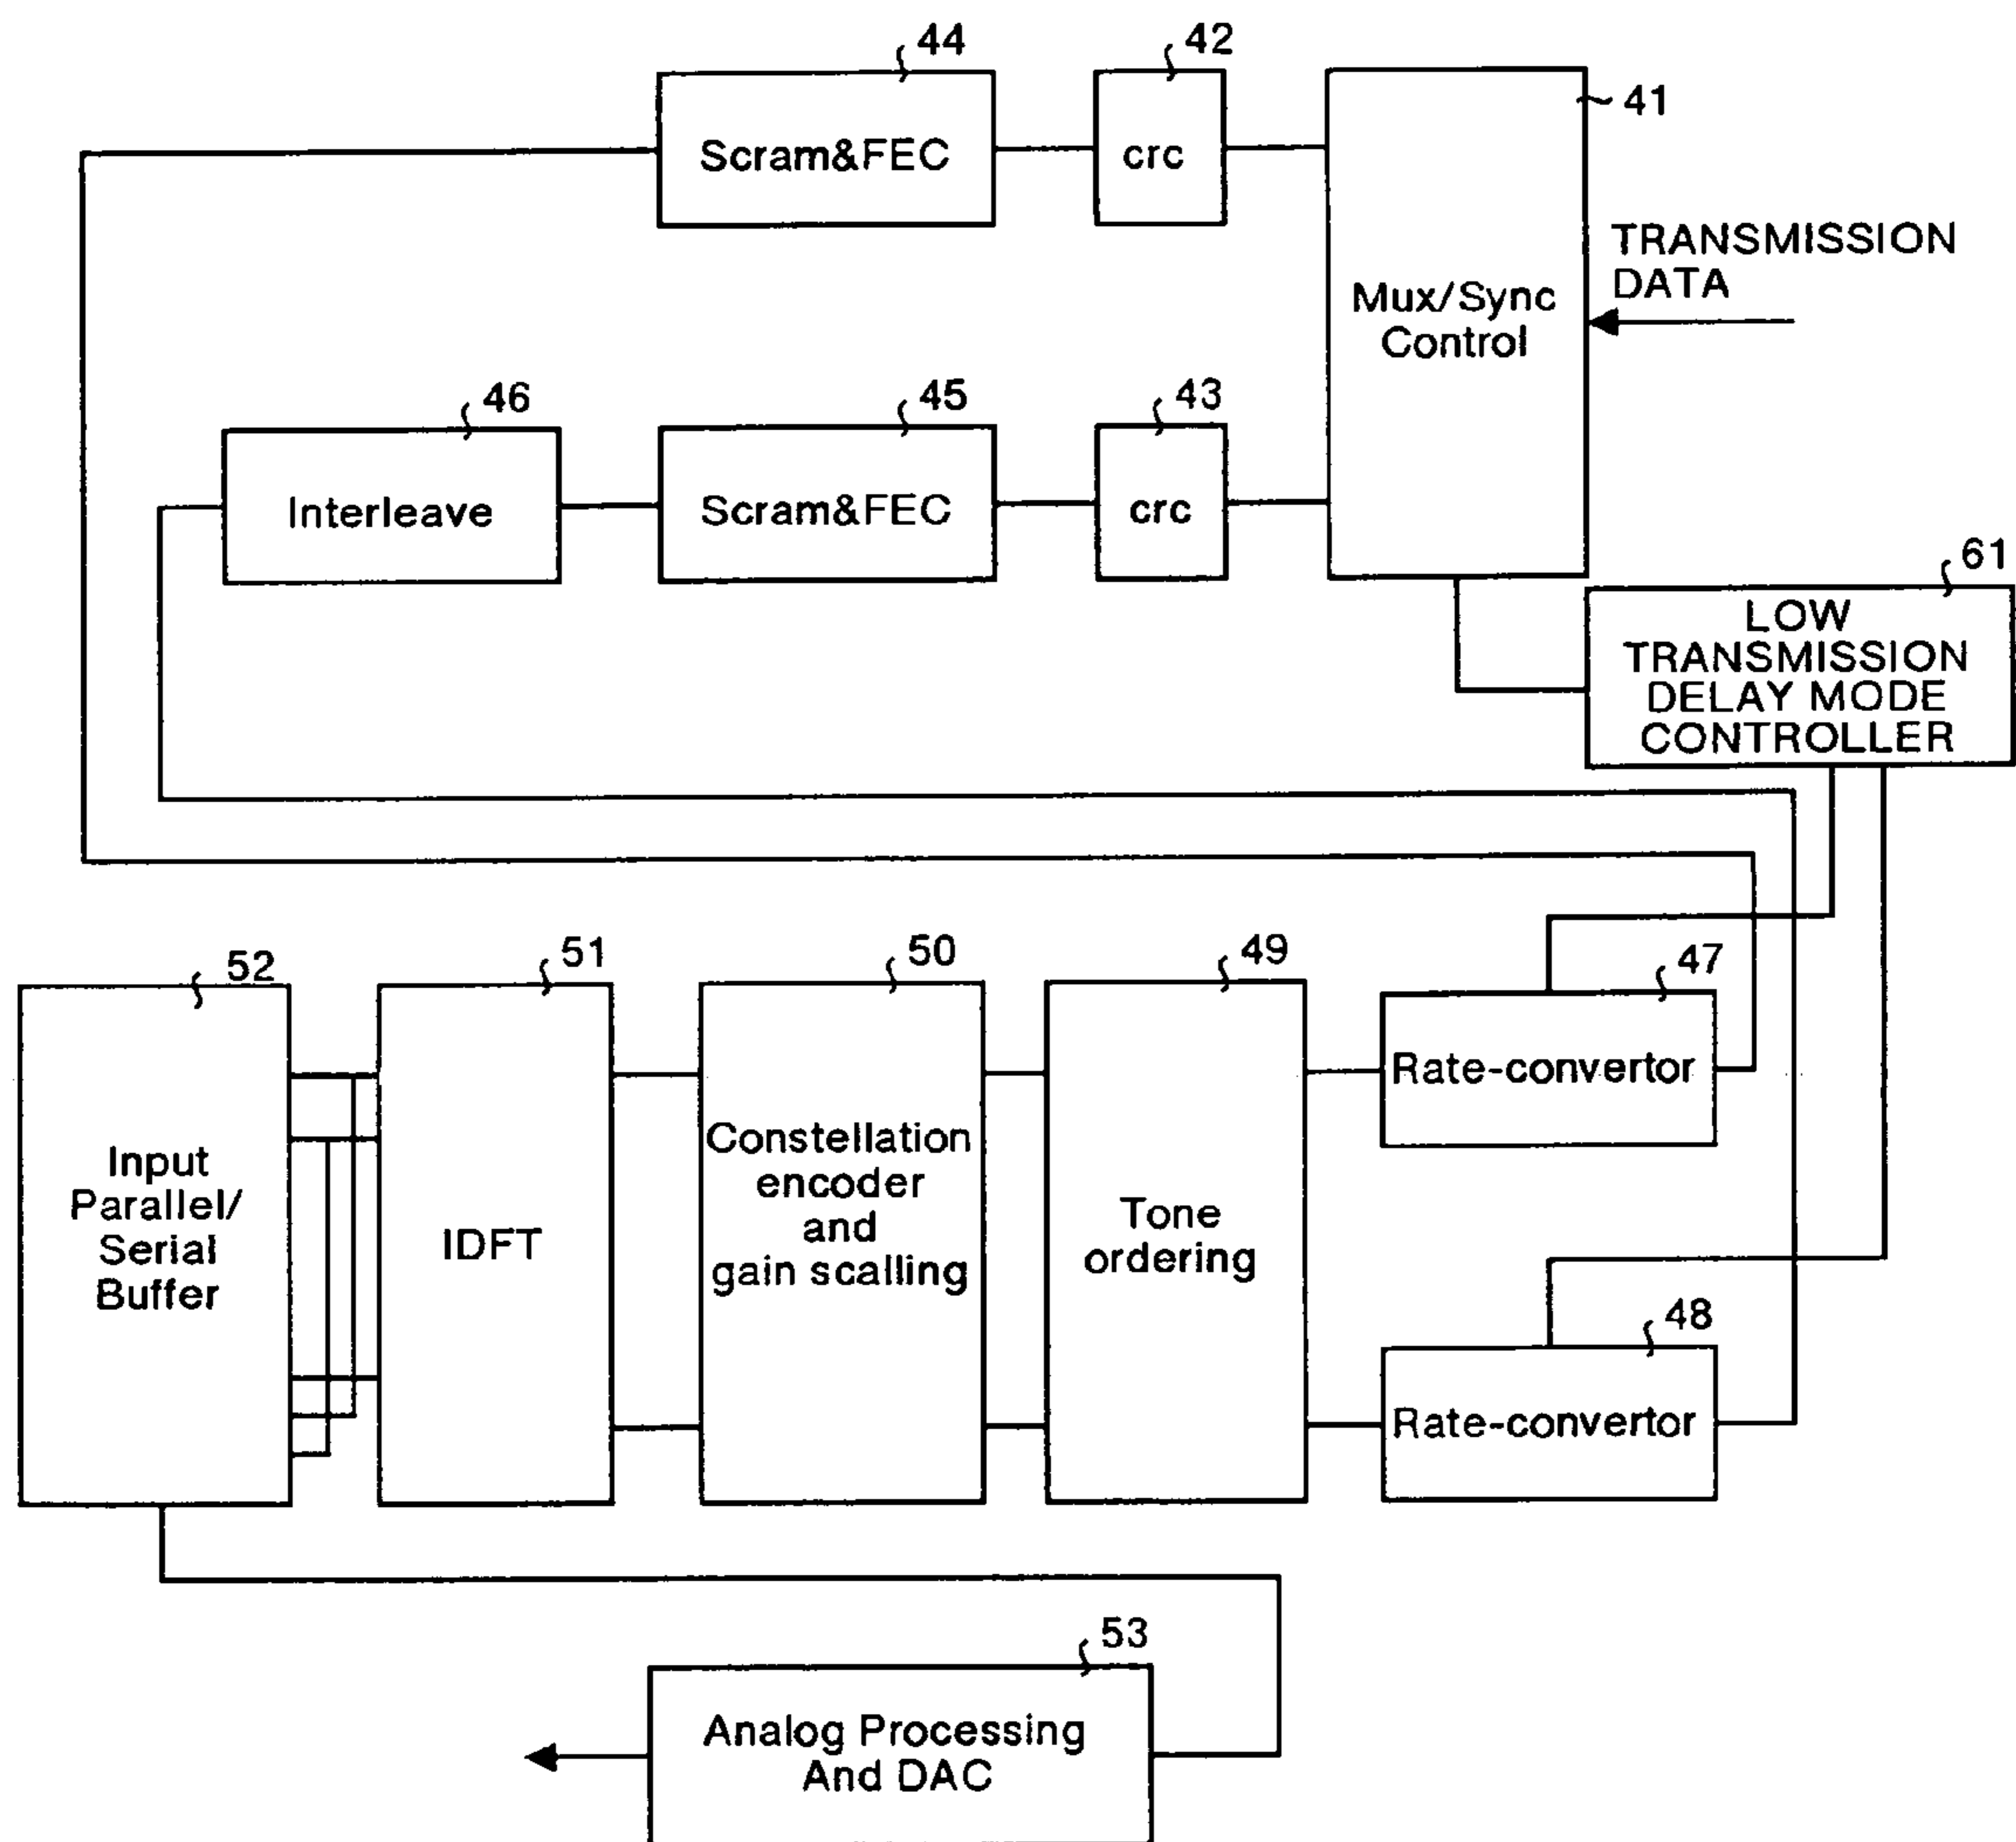 44
42
41
Scram&FEC
crc
TRANSMISSION
DATA
Mux/Sync
Control
46
45
43
Interleave
Scram&FEC
crc
61
LOW
TRANSMISSION
DELAY MODE
CONTROLLER
52
51
50
49
47
Rate-convertor
Input
Parallel/
Serial
Buffer
IDFT
Constellation
encoder
and
gain scalling
Tone
ordering
48
Rate-convertor
53
Analog Processing
And DAC